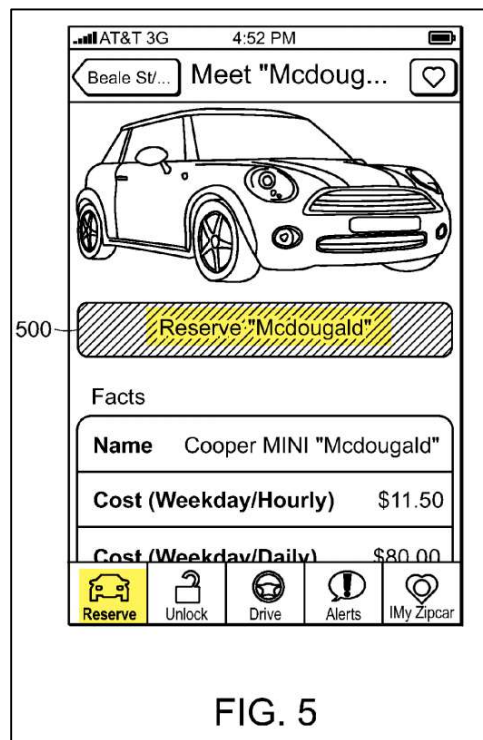 AT&T 3G 4:52 PM
Beale St/... Meet "Mcdoug...
500
Reserve "Mcdougald"
Facts
Name Cooper MINI "Mcdougald"
Cost (Weekday/Hourly) $11.50
Cost (Weekday/Daily) $80.00
Reserve Unlock Drive Alerts IMy Zipcar
FIG. 5